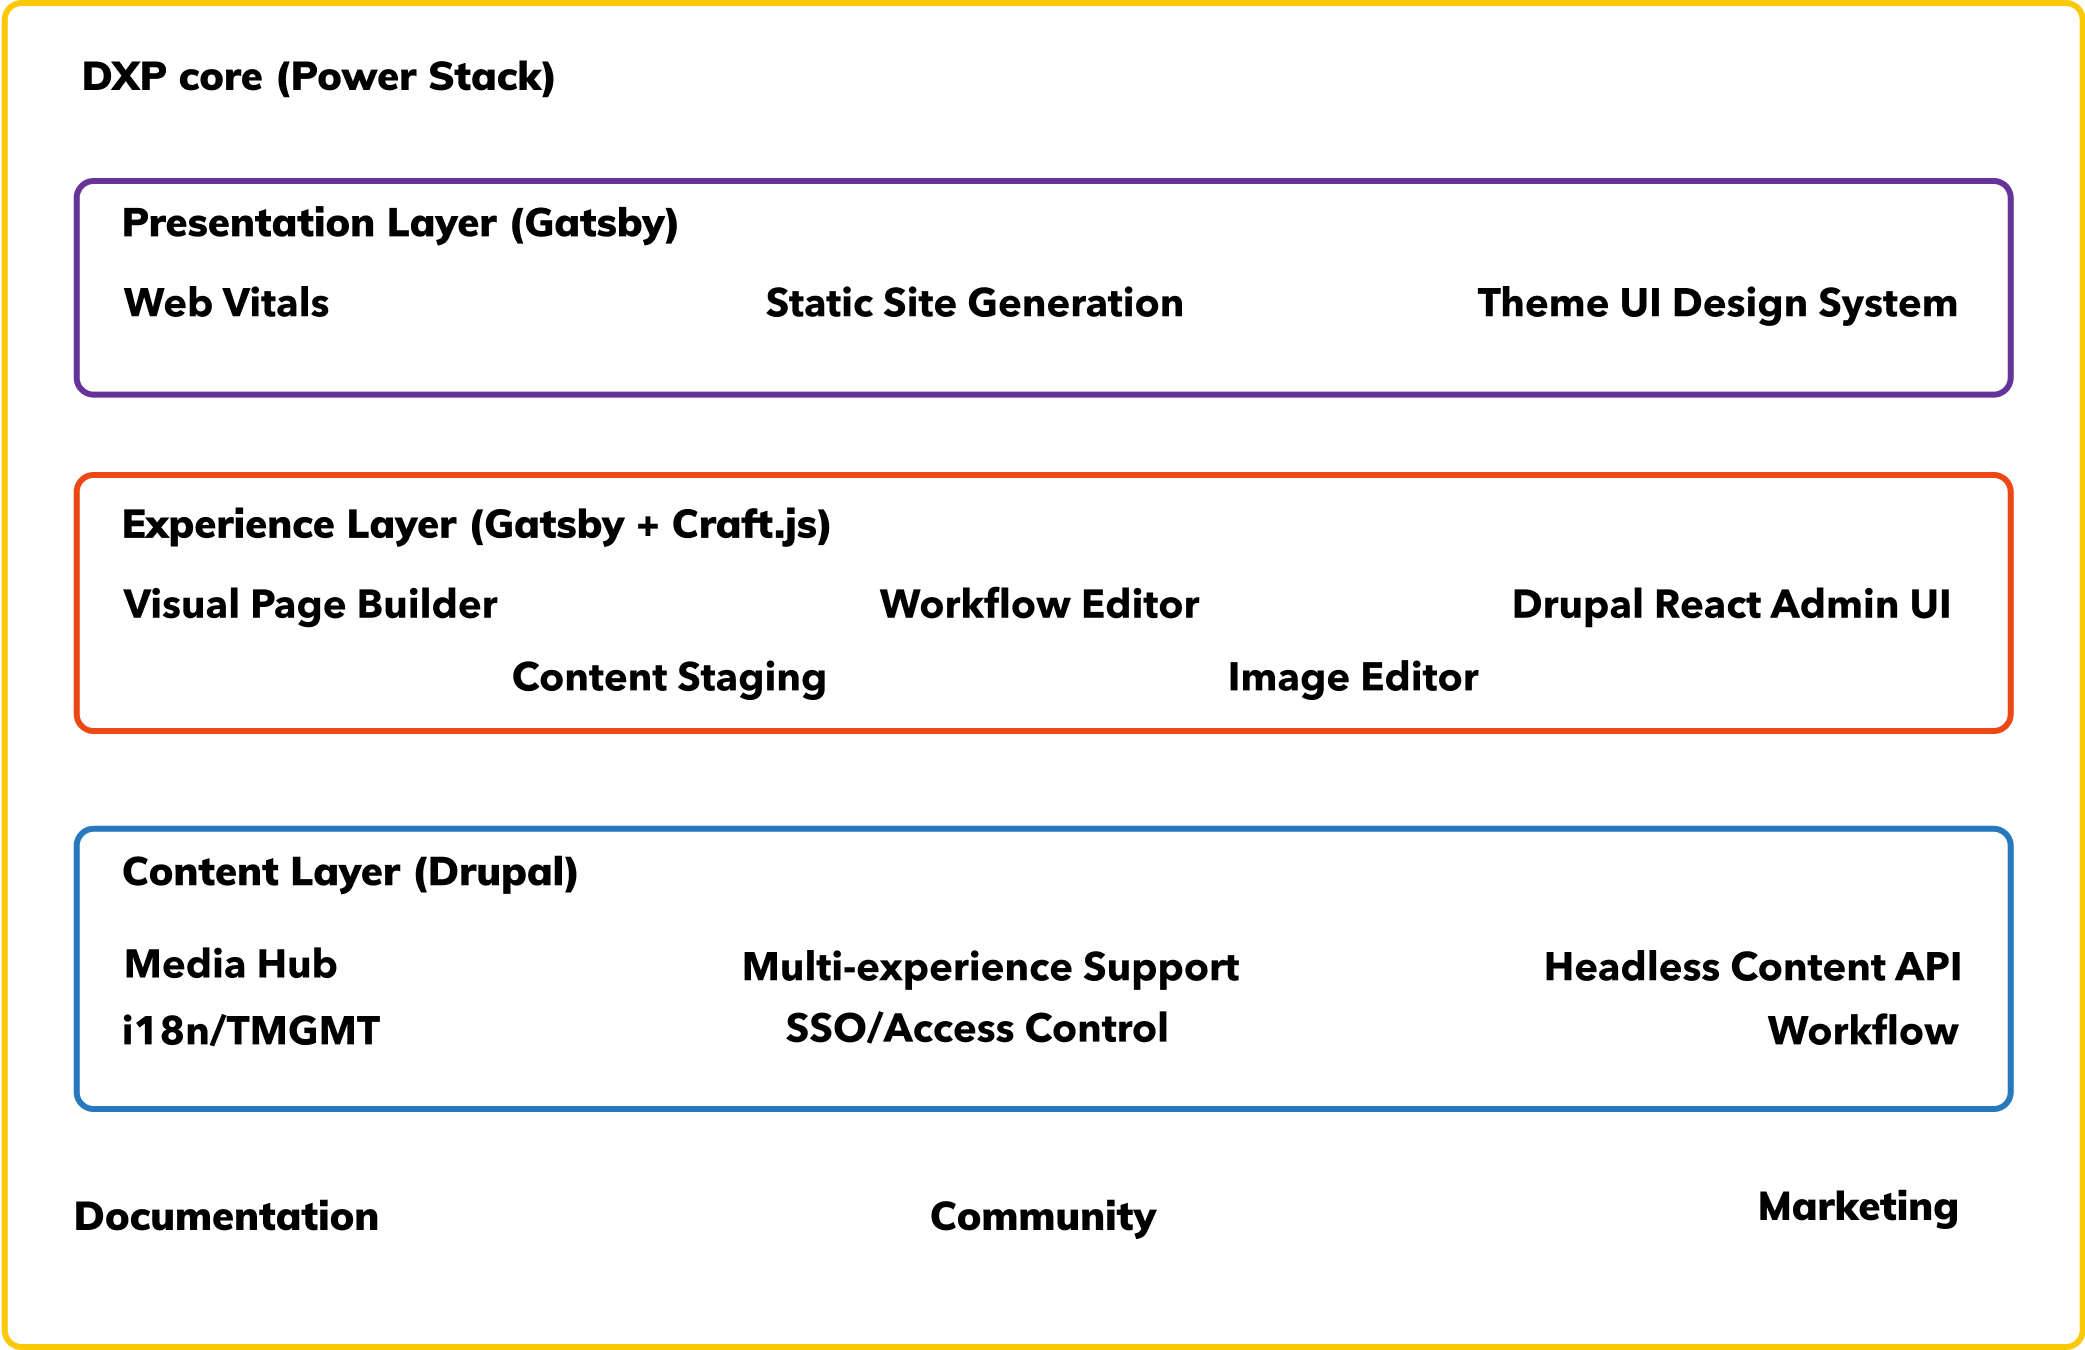 DXP core (Power Stack)
Presentation Layer (Gatsby)
Web Vitals
Static Site Generation
Theme UI Design System
Experience Layer (Gatsby + Craft.js)
Visual Page Builder
Workflow Editor
Drupal React Admin UI
Content Staging
Image Editor
Content Layer (Drupal)
Media Hub
Multi-experience Support
Headless Content API
i18n/TMGMT
SSO/Access Control
Workflow
Documentation
Community
Marketing